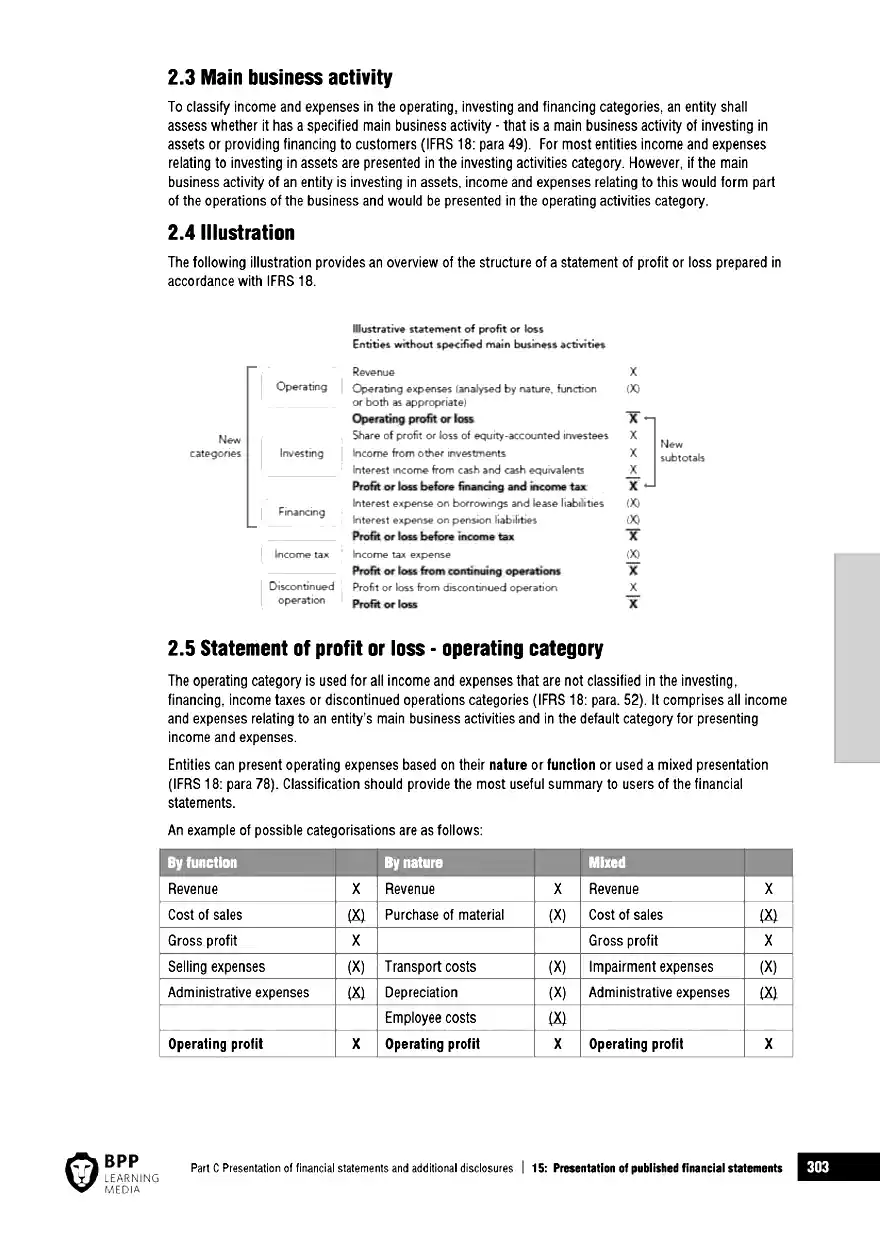 2.3 Main business activity
To classify income and expenses in the operating, investing and financing categories, an entity shall
assess whether it has a specified main business activity - that is a main business activity of investing in
assets or providing financing to customers (IFRS 18: para 49).  For most entities income and expenses
relating to investing in assets are presented in the investing activities category. However, if the main
business activity of an entity is investing in assets, income and expenses relating to this would form part
of the operations of the business and would be presented in the operating activities category.
2.4 Illustration
The following illustration provides an overview of the structure of a statement of profit or loss prepared in
accordance with IFRS 18.
Illustrative statement of profit or loss
Entities without specified main business activities
New categories
Operating
Revenue X
Operating expenses (analysed by nature, function (X)
or both as appropriate)
Operating profit or loss X
Investing
Share of profit or loss of equity-accounted investees X
Income from other investments X
Interest income from cash and cash equivalents X
Profit or loss before financing and income tax X
New subtotals
Financing
Interest expense on borrowings and lease liabilities (X)
Interest expense on pension liabilities (X)
Profit or loss before income tax X
Income tax Income tax expense (X)
Profit or loss from continuing operations X
Discontinued operation
Profit or loss from discontinued operation X
Profit or loss X
2.5 Statement of profit or loss - operating category
The operating category is used for all income and expenses that are not classified in the investing,
financing, income taxes or discontinued operations categories (IFRS 18: para. 52). It comprises all income
and expenses relating to an entity's main business activities and in the default category for presenting
income and expenses.
Entities can present operating expenses based on their nature or function or used a mixed presentation
(IFRS 18: para 78). Classification should provide the most useful summary to users of the financial
statements.
An example of possible categorisations are as follows:
By function By nature Mixed
Revenue X Revenue X Revenue X
Cost of sales (X) Purchase of material (X) Cost of sales (X)
Gross profit X Gross profit X
Selling expenses (X) Transport costs (X) Impairment expenses (X)
Administrative expenses (X) Depreciation (X) Administrative expenses (X)
Employee costs (X)
Operating profit X Operating profit X Operating profit X
BPP
LEARNING
MEDIA
Part C Presentation of financial statements and additional disclosures | 15: Presentation of published financial statements 303